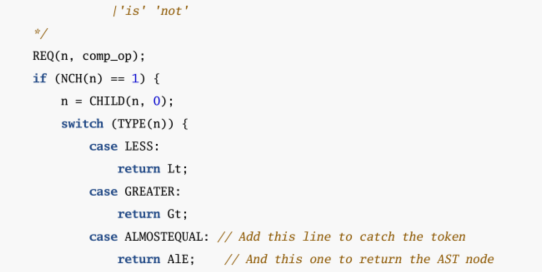 |'is' 'not'
*/
REQ(n, comp_op);
if (NCH(n) == 1) {
n = CHILD(n, 0);
switch (TYPE(n)) {
case LESS:
return Lt;
case GREATER:
return Gt;
case ALMOSTEQUAL: // Add this line to catch the token
return AlE; // And this one to return the AST node